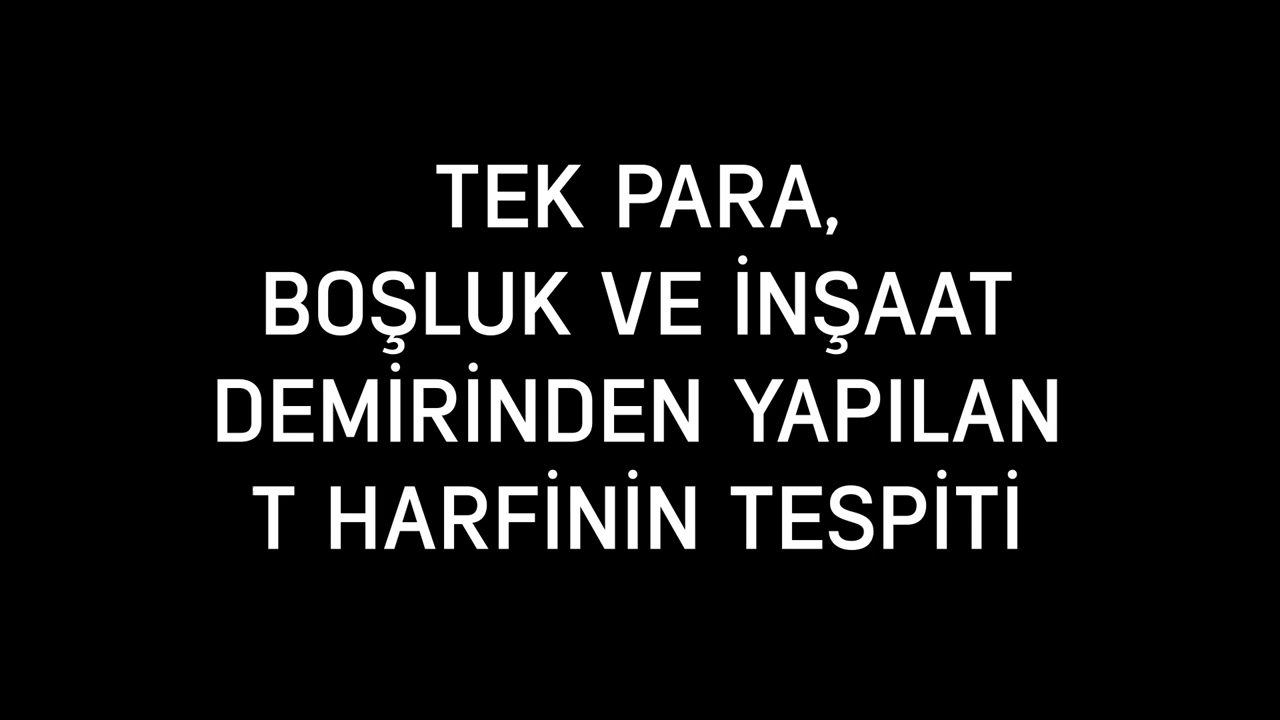 TEK PARA,
BOŞLUK VE İNŞAAT
DEMİRİNDEN YAPILAN
T HARFİNİN TESPİTİ